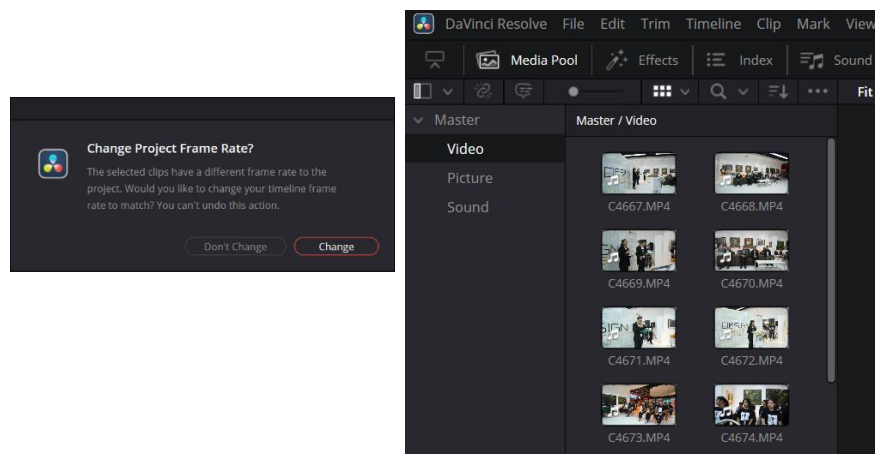 Change Project Frame Rate?
The selected clips have a different frame rate to the
project. Would you like to change your timeline frame
rate to match? You can't undo this action.
Don't Change Change
DaVinci Resolve File Edit Trim Timeline Clip Mark View
Media Pool Effects Index Sound
Fit
Master Master / Video
Video
Picture
Sound
C4667.MP4 C4668.MP4
C4669.MP4 C4670.MP4
C4671.MP4 C4672.MP4
C4673.MP4 C4674.MP4